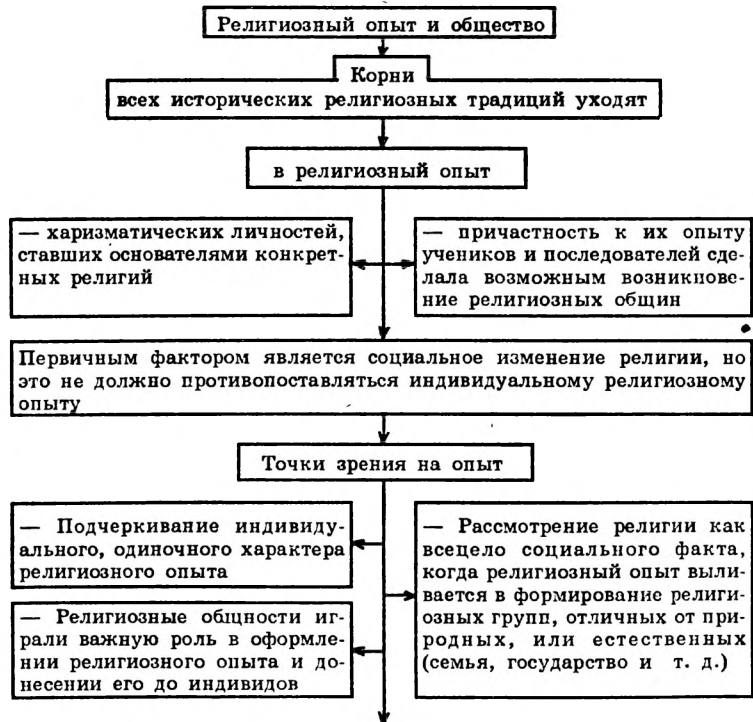 Религиозный опыт и общество
Корни
всех исторических религиозных традиций уходят
в религиозный опыт
— харизматических личностей,
ставших основателями конкрет-
ных религий
— причастность к их опыту
учеников и последователей сде-
лала возможным возникнове-
ние религиозных общин
Первичным фактором является социальное изменение религии, но
это не должно противопоставляться индивидуальному религиозному
опыту
Точки зрения на опыт
— Подчеркивание индивиду-
ального, одиночного характера
религиозного опыта
— Религиозные общности иг-
рали важную роль в оформле-
нии религиозного опыта и до-
несении его до индивидов
— Рассмотрение религии как
всецело социального факта,
когда религиозный опыт выли-
вается в формирование религи-
озных групп, отличных от при-
родных, или естественных
(семья, государство и т. д.)